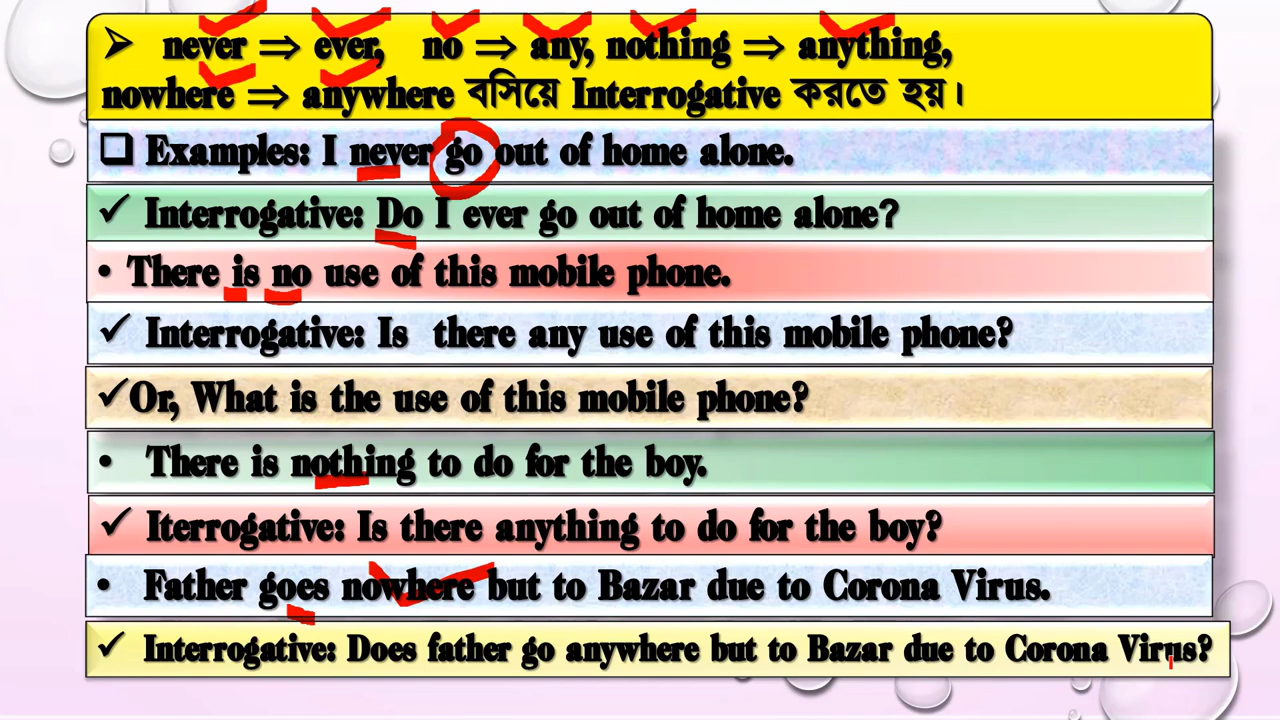 ➢ never ⇒ ever, no ⇒ any, nothing ⇒ anything,
nowhere ⇒ anywhere বসিয়ে Interrogative করতে হয়।
❑ Examples: I never go out of home alone.
✓ Interrogative: Do I ever go out of home alone?
• There is no use of this mobile phone.
✓ Interrogative: Is there any use of this mobile phone?
✓Or, What is the use of this mobile phone?
• There is nothing to do for the boy.
✓ Iterrogative: Is there anything to do for the boy?
• Father goes nowhere but to Bazar due to Corona Virus.
✓ Interrogative: Does father go anywhere but to Bazar due to Corona Virus?